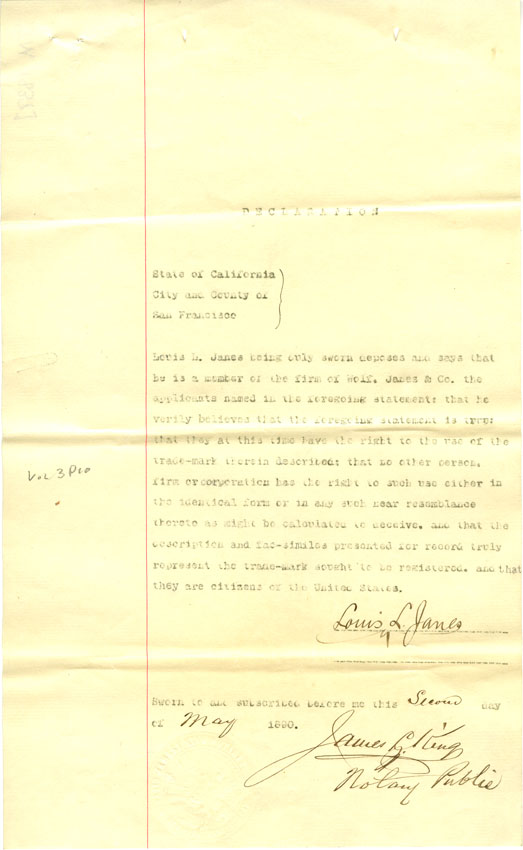 DECLARATION
State of California
City and County of
San Francisco
Louis L. Janes being duly sworn deposes and says that
he is a member of the firm of Wolf, Janes & Co. the
applicants named in the foregoing statement; that he
verily believes that the foregoing statement is true;
that they at this time have the right to the use of the
trade-mark therein described; that no other person,
firm or corporation has the right to such use either in
the identical form or in any such near resemblance
thereto as might be calculated to deceive, and that the
description and fac-similes presented for record truly
represent the trade-mark sought to be registered, and that
they are citizens of the United States.
Vol 3
Louis L. Janes
Sworn to and subscribed before me this Second day
of May 1890.
James L. King
Notary Public